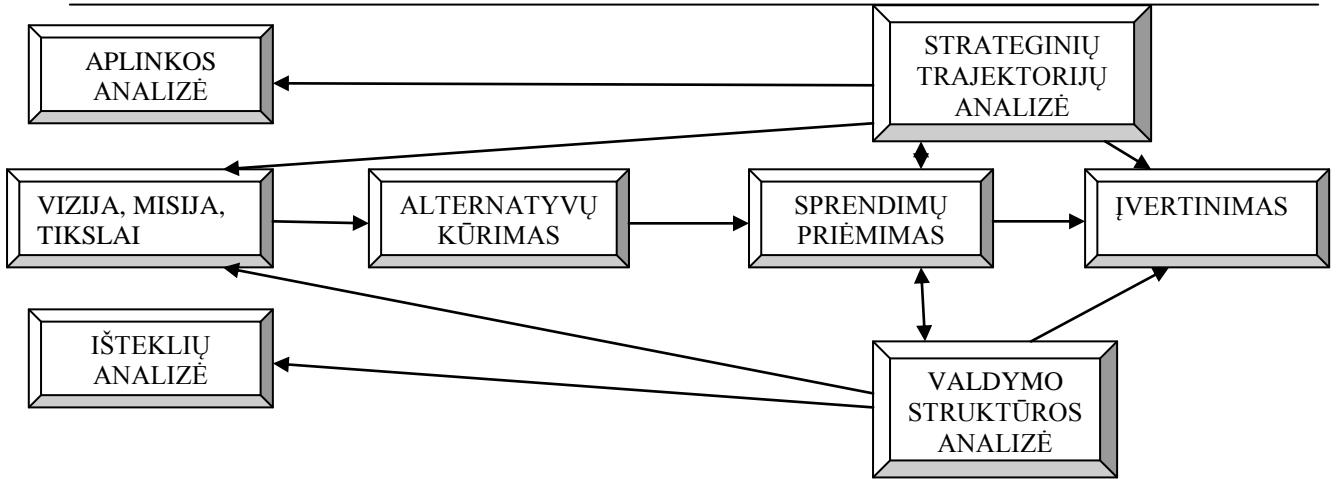 APLINKOS
ANALIZĖ
STRATEGINIŲ
TRAJEKTORIJŲ
ANALIZĖ
VIZIJA, MISIJA,
TIKSLAI
ALTERNATYVŲ
KŪRIMAS
SPRENDIMŲ
PRIĖMIMAS
ĮVERTINIMAS
IŠTEKLIŲ
ANALIZĖ
VALDYMO
STRUKTŪROS
ANALIZĖ